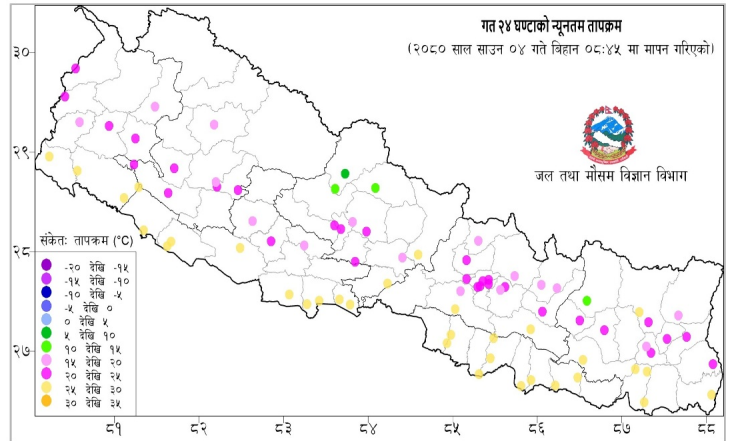 गत २४ घण्टाको न्यूनतम तापक्रम
(२०८० साल साउन ०४ गते बिहान ०८:४५ मा मापन गरिएको)
जल तथा मौसम विज्ञान विभाग
संकेतः तापक्रम (°C)
-२० देखि -१५
-१५ देखि -१०
-१० देखि -५
-५ देखि ०
० देखि ५
५ देखि १०
१० देखि १५
१५ देखि २०
२० देखि २५
२५ देखि ३०
३० देखि ३५
३०
२९
२८
२७
८१ ८२ ८३ ८४ ८५ ८६ ८७ ८८